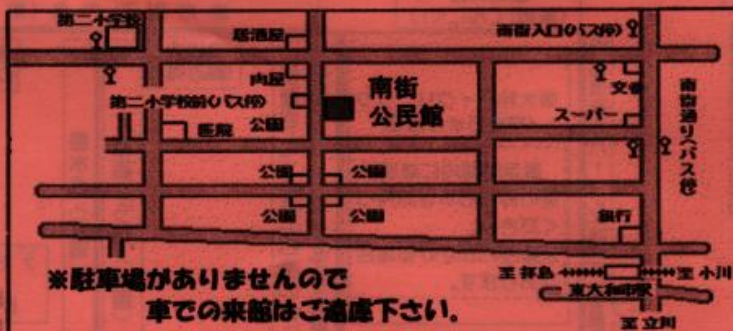 第二小学校
居酒屋
南街入口(バス停)
肉屋
交番
第二小学校前(バス停)
南街
公民館
スーパー
医院
公園
南街通り(バス停)
公園
公園
公園
公園
銀行
※駐車場がありませんので
車での来館はご遠慮下さい。
至 拝島
至 小川
東大和市駅
至 立川